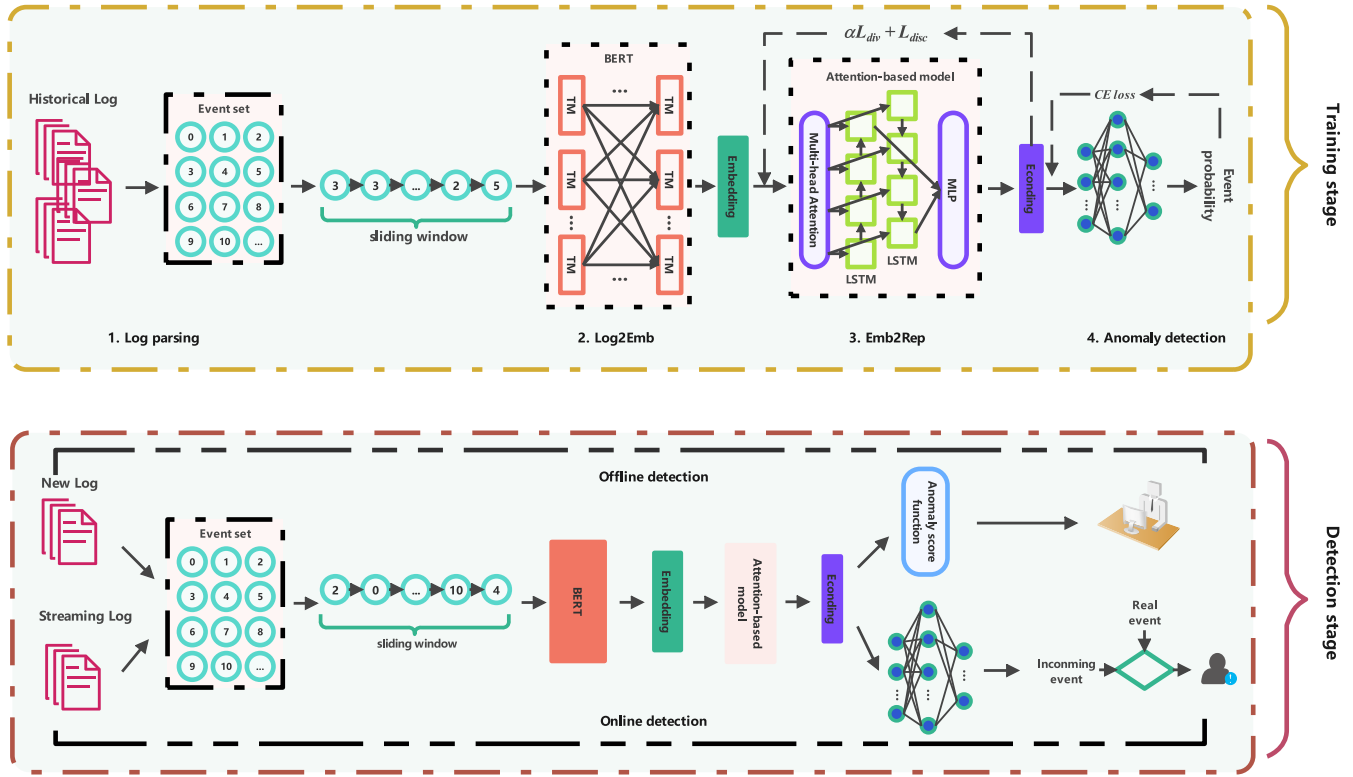 αL_div + L_disc
BERT
Attention-based model
Historical Log
Event set
CE loss
0 1 2
3 4 5
6 7 8
9 10 ...
3 3 ... 2 5
sliding window
TM ... TM
TM TM
... ...
TM ... TM
Embedding
Multi-head Attention
LSTM
LSTM
MLP
Econding
...
...
...
Event
probability
1. Log parsing
2. Log2Emb
3. Emb2Rep
4. Anomaly detection
Training stage
Offline detection
New Log
Streaming Log
Event set
0 1 2
3 4 5
6 7 8
9 10 ...
2 0 ... 10 4
sliding window
BERT
Embedding
Attention-based
model
Econding
Anomaly score
function
...
...
...
Inconming
event
Real
event
Online detection
Detection stage